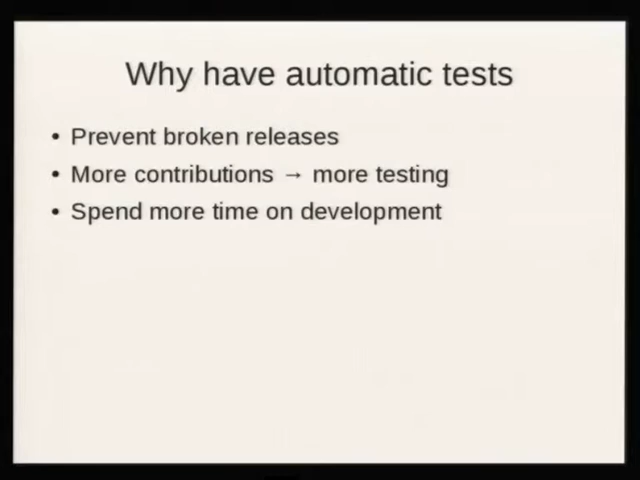 Why have automatic tests
• Prevent broken releases
• More contributions → more testing
• Spend more time on development